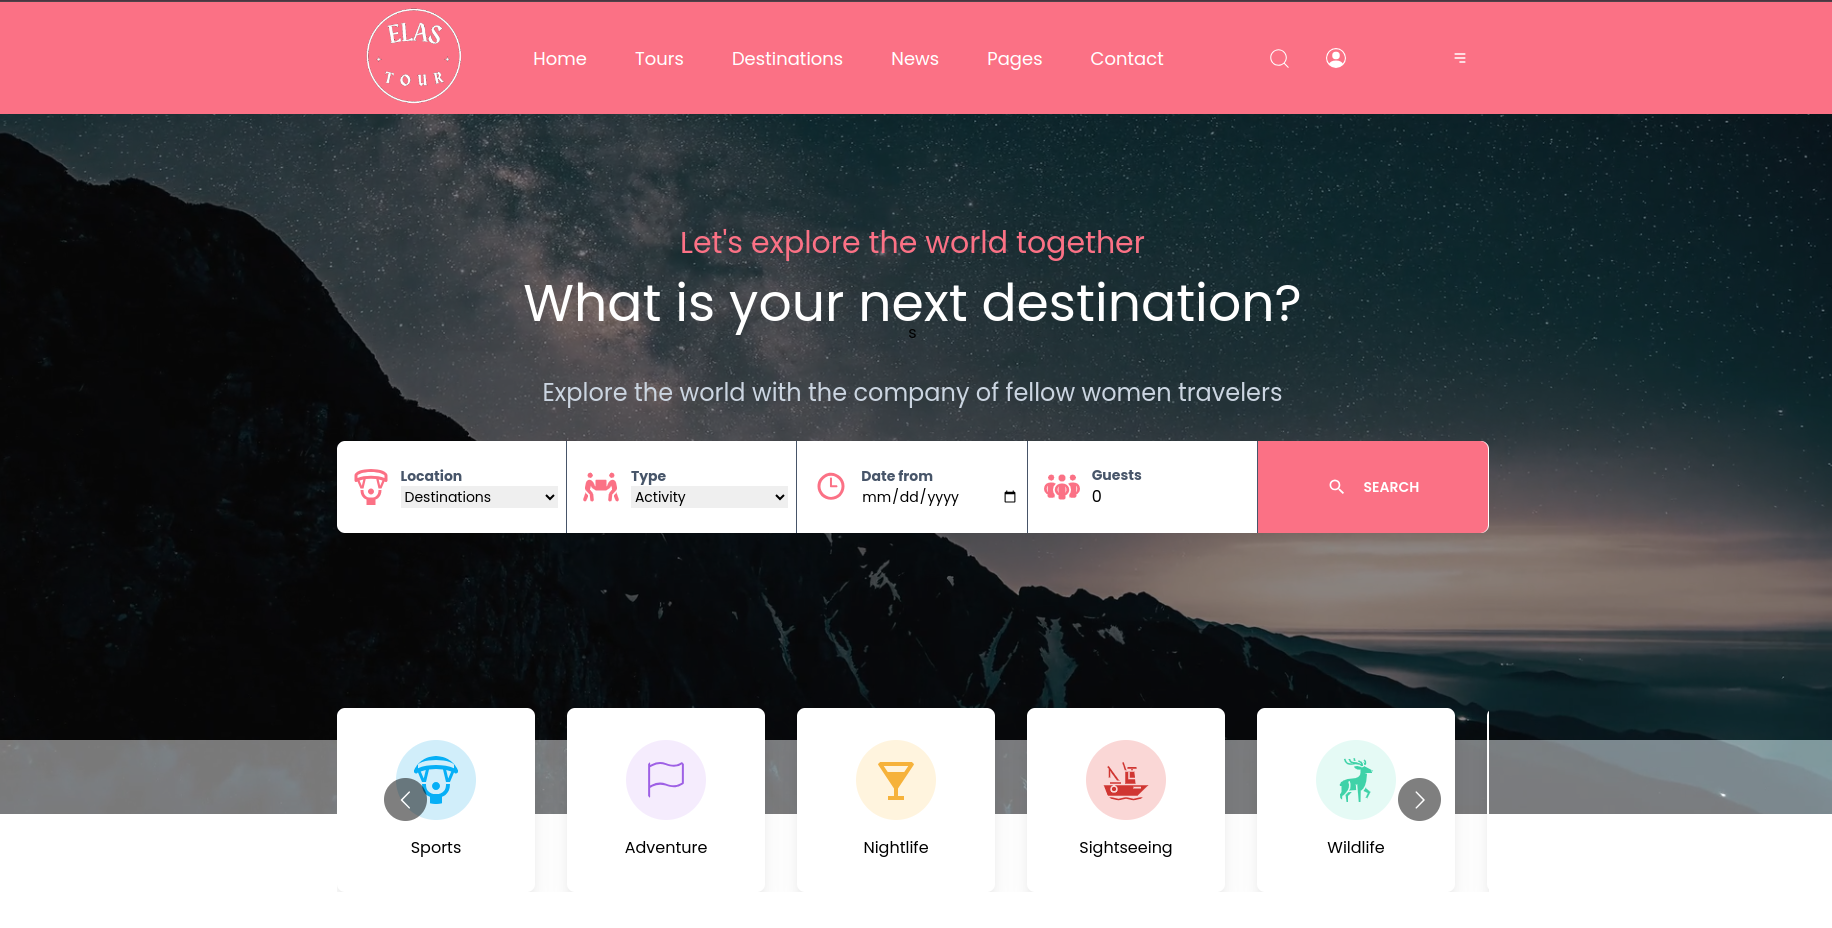 ELAS
TOUR
Home
Tours
Destinations
News
Pages
Contact
Let's explore the world together
What is your next destination?
s
Explore the world with the company of fellow women travelers
Location
Destinations
Type
Activity
Date from
mm/dd/yyyy
Guests
0
SEARCH
Sports
Adventure
Nightlife
Sightseeing
Wildlife